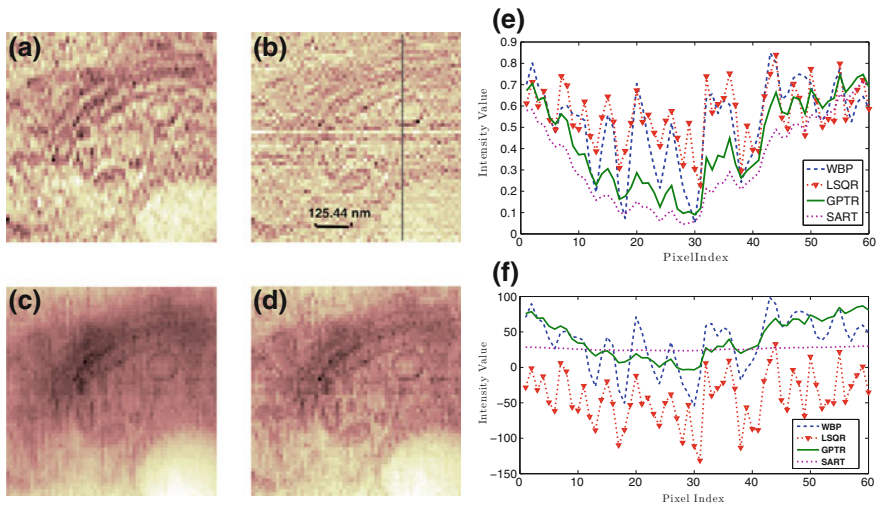 (a)
(b)
125.44 nm
(c)
(d)
(e)
0.9
0.8
0.7
0.6
0.5
0.4
0.3
0.2
0.1
0
Intensity Value
WBP
LSQR
GPTR
SART
0 10 20 30 40 50 60
PixelIndex
(f)
100
50
0
−50
−100
−150
Intensity Value
WBP
LSQR
GPTR
SART
0 10 20 30 40 50 60
Pixel Index